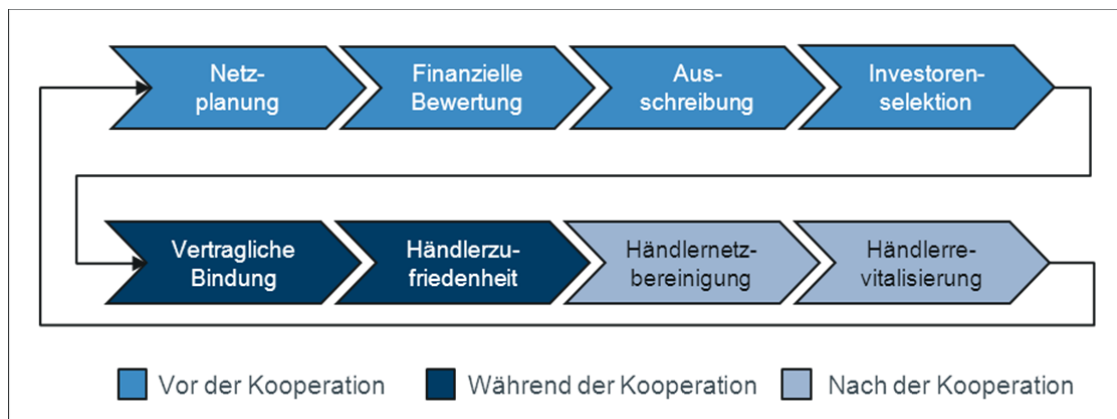 Netz-
planung
Finanzielle
Bewertung
Aus-
schreibung
Investoren-
selektion
Vertragliche
Bindung
Händlerzu-
friedenheit
Händlernetz-
bereinigung
Händlerre-
vitalisierung
Vor der Kooperation
Während der Kooperation
Nach der Kooperation